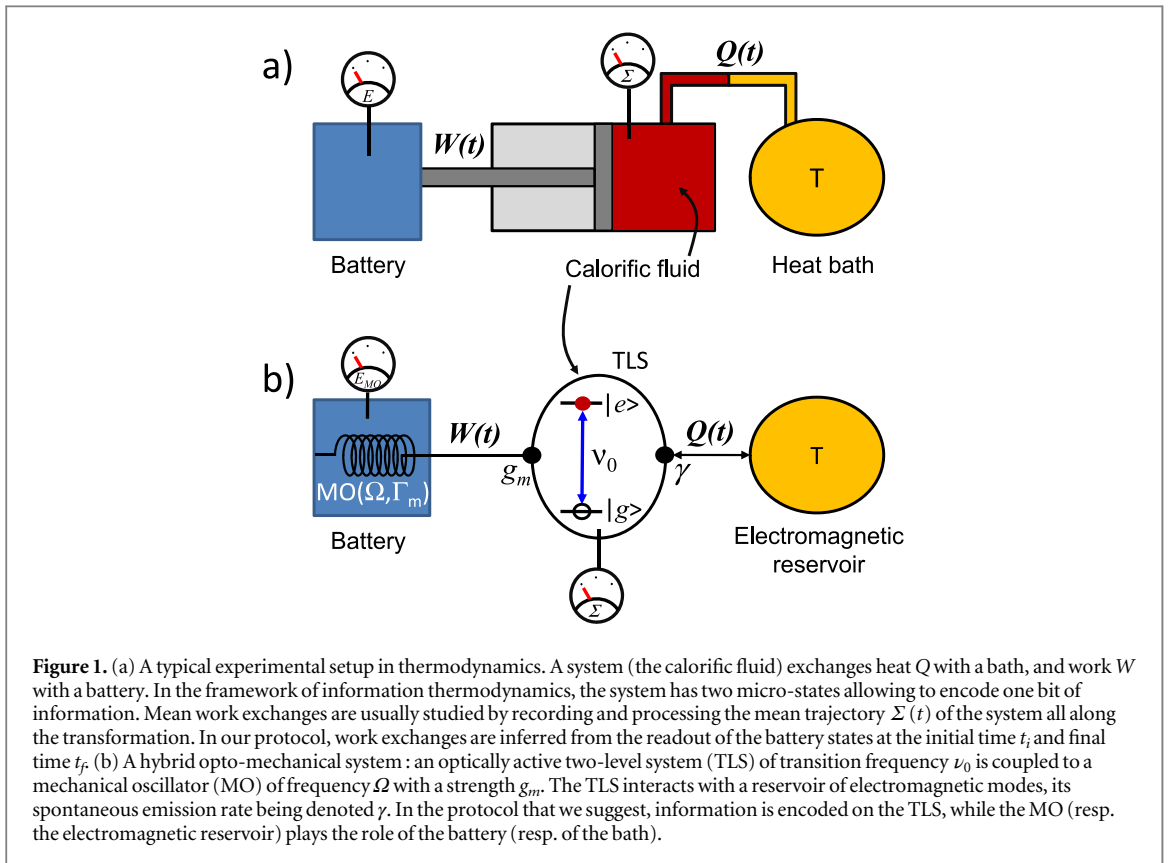 a)
E
Σ
Q(t)
W(t)
T
Battery
Calorific fluid
Heat bath
b)
E_MO
TLS
|e>
W(t)
Q(t)
ν₀
g_m
γ
T
MO(Ω,Γ_m)
|g>
Battery
Electromagnetic
reservoir
Σ
Figure 1. (a) A typical experimental setup in thermodynamics. A system (the calorific fluid) exchanges heat Q with a bath, and work W
with a battery. In the framework of information thermodynamics, the system has two micro-states allowing to encode one bit of
information. Mean work exchanges are usually studied by recording and processing the mean trajectory Σ(t) of the system all along
the transformation. In our protocol, work exchanges are inferred from the readout of the battery states at the initial time t_i and final
time t_f. (b) A hybrid opto-mechanical system : an optically active two-level system (TLS) of transition frequency ν₀ is coupled to a
mechanical oscillator (MO) of frequency Ω with a strength g_m. The TLS interacts with a reservoir of electromagnetic modes, its
spontaneous emission rate being denoted γ. In the protocol that we suggest, information is encoded on the TLS, while the MO (resp.
the electromagnetic reservoir) plays the role of the battery (resp. of the bath).